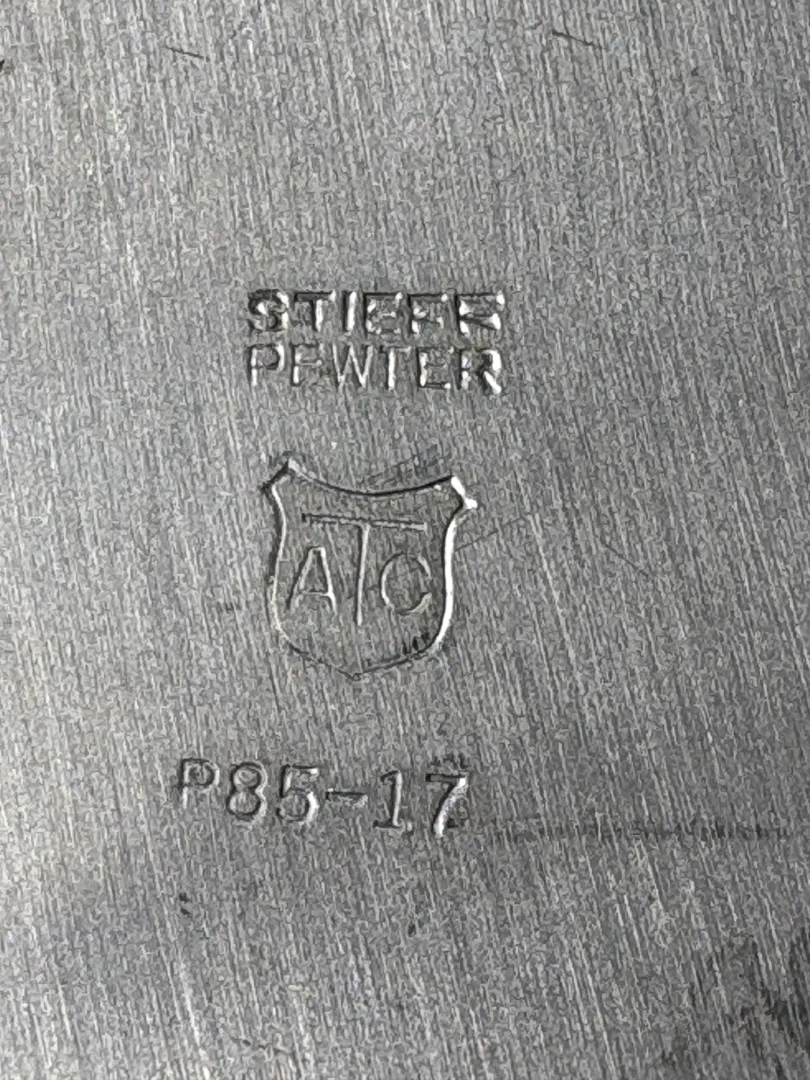 STIEFF
PEWTER
ATC
P85-17